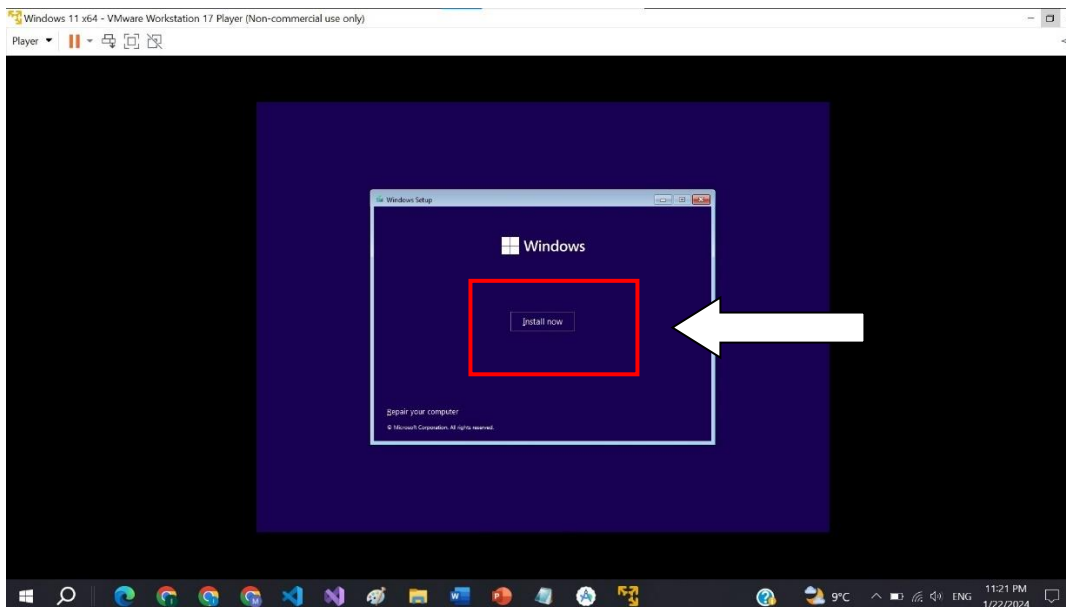 Windows 11 x64 - VMware Workstation 17 Player (Non-commercial use only)
Player
Windows Setup
Windows
Install now
Repair your computer
© Microsoft Corporation. All rights reserved.
9°C
ENG
11:21 PM
1/22/2024